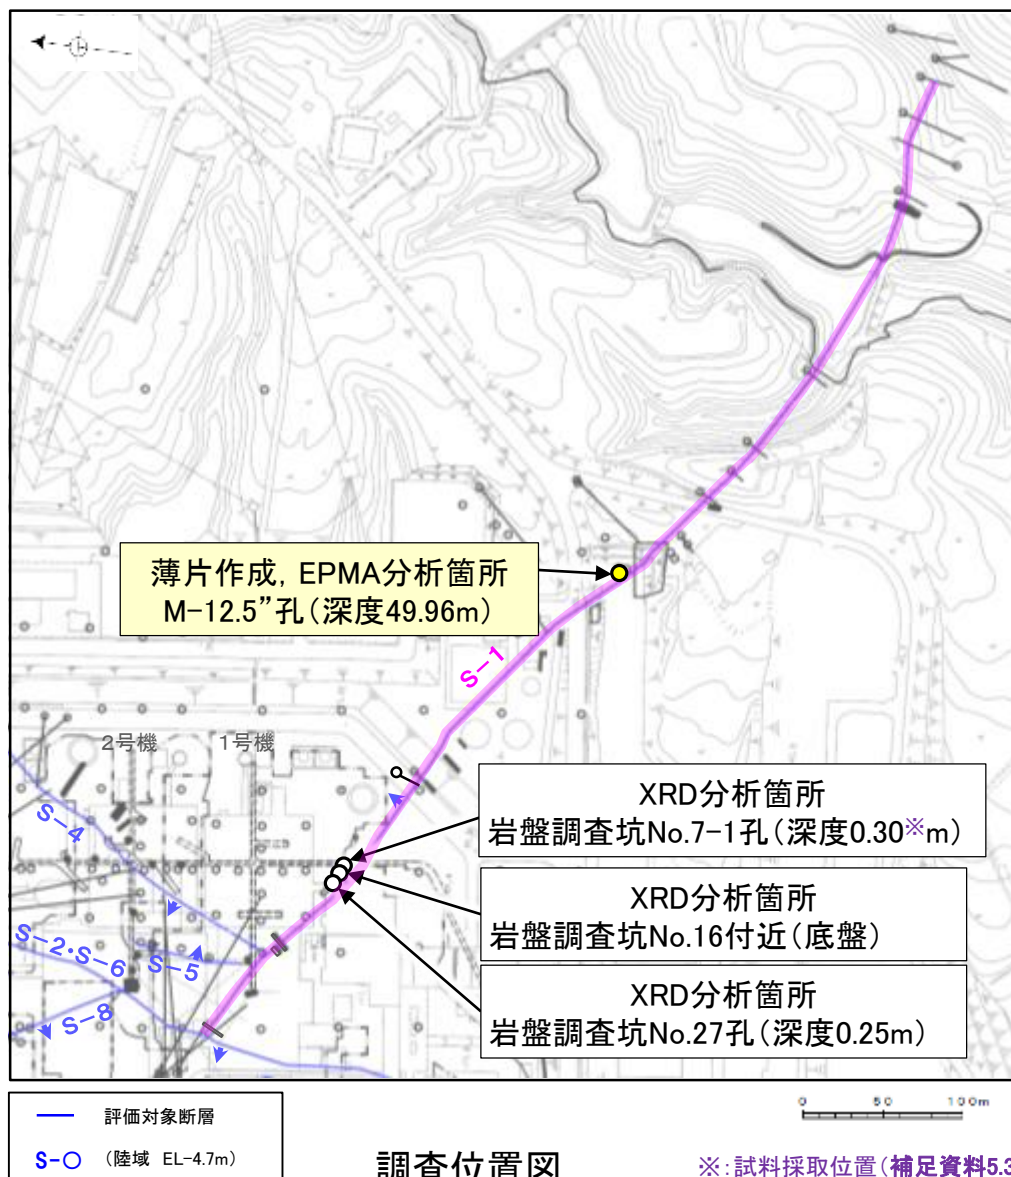 薄片作成, EPMA分析箇所
M-12.5”孔(深度49.96m)
S-1
2号機
1号機
S-4
XRD分析箇所
岩盤調査坑No.7-1孔(深度0.30※m)
XRD分析箇所
岩盤調査坑No.16付近(底盤)
S-2・S-6
S-5
S-8
XRD分析箇所
岩盤調査坑No.27孔(深度0.25m)
評価対象断層
S-○ (陸域 EL-4.7m)
0 50 100m
調査位置図
※:試料採取位置(補足資料5.3